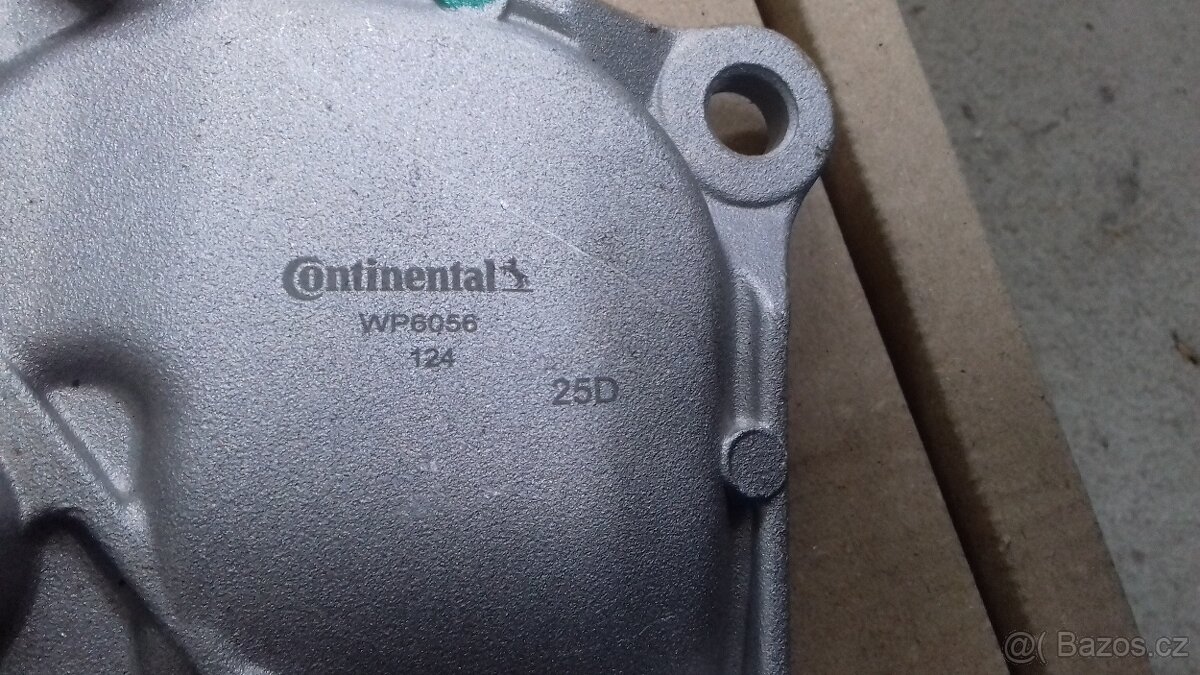 Continental
WP6056
124
25D
@( Bazos.cz